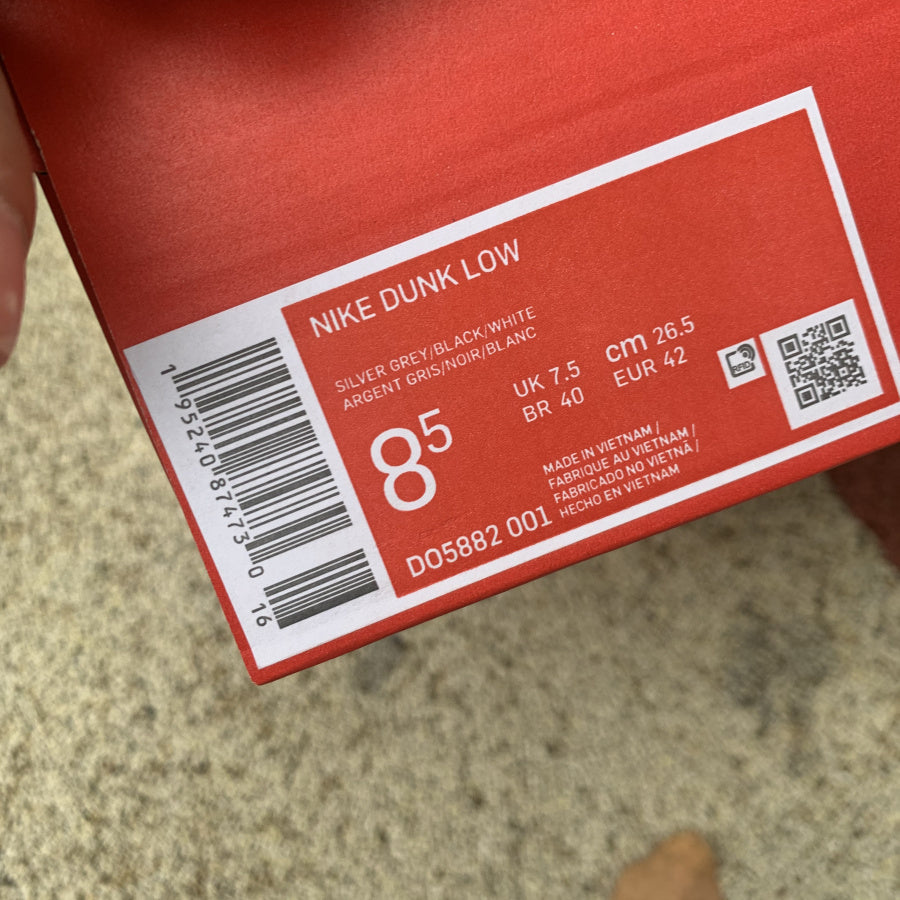 NIKE DUNK LOW
SILVER GREY/BLACK/WHITE
ARGENT GRIS/NOIR/BLANC
8⁵
UK 7.5
BR 40
cm 26.5
EUR 42
RFID
MADE IN VIETNAM /
FABRIQUE AU VIETNAM /
FABRICADO NO VIETNÃ /
HECHO EN VIETNAM
DO5882 001
1 95240 87473 0
16